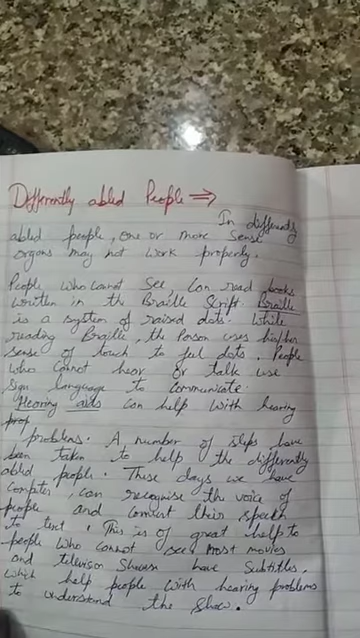 Differently abled People ⇒
In differently
abled people, one or more sense
organs may not work properly.
People who cannot see, can read books
written in the Braille Script. Braille
is a system of raised dots. While
reading Braille, the Person uses his/her
sense of touch to feel dots. People
who cannot hear or talk use
Sign language to communicate.
Hearing aids can help with hearing
prob
problems. A number of steps have
been taken to help the differently
abled people. These days we have
computer, can recognise the voice of
people and convert their speech
to text. This is of great help to
people who cannot see most movies
and television Shows have Subtitles.
which help people with hearing problems
to understand the show.